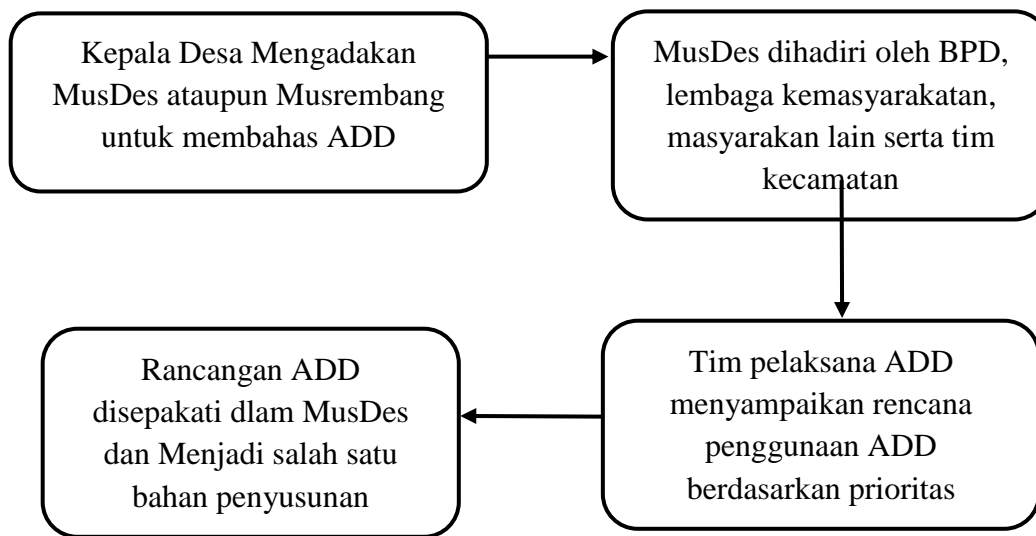 Kepala Desa Mengadakan
MusDes ataupun Musrembang
untuk membahas ADD
MusDes dihadiri oleh BPD,
lembaga kemasyarakatan,
masyarakan lain serta tim
kecamatan
Tim pelaksana ADD
menyampaikan rencana
penggunaan ADD
berdasarkan prioritas
Rancangan ADD
disepakati dlam MusDes
dan Menjadi salah satu
bahan penyusunan